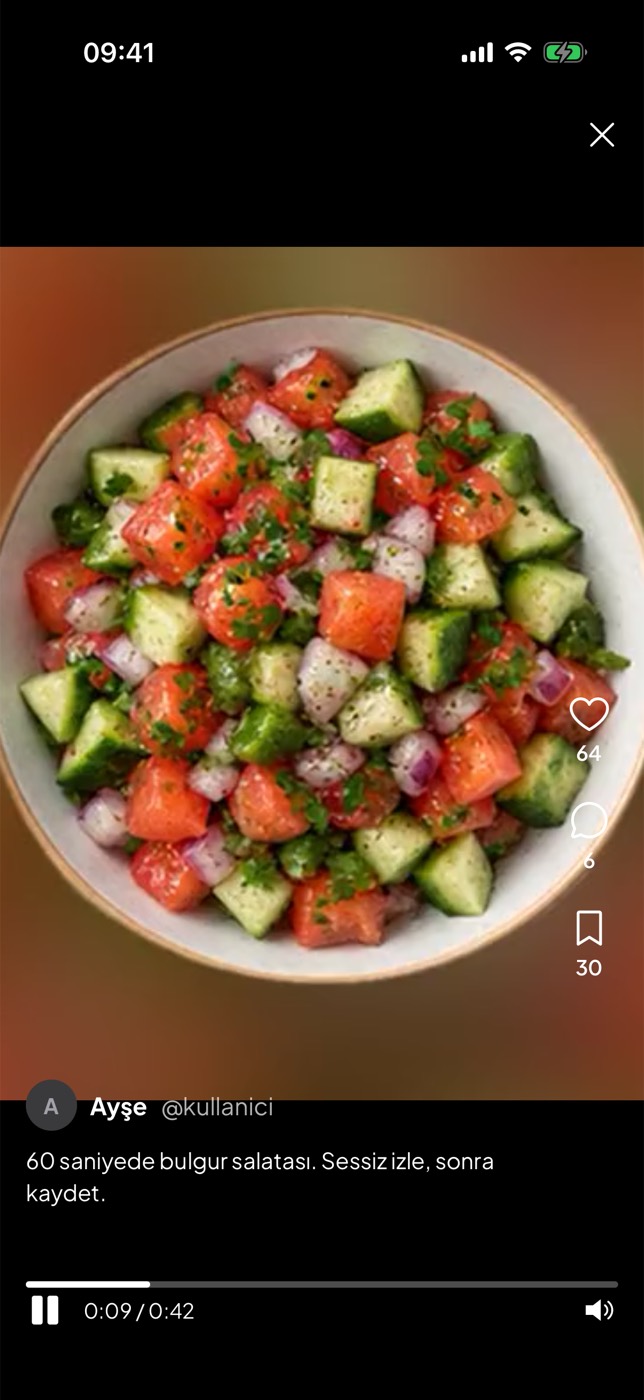 09:41
64
6
30
A
Ayşe @kullanici
60 saniyede bulgur salatası. Sessiz izle, sonra
kaydet.
0:09 / 0:42